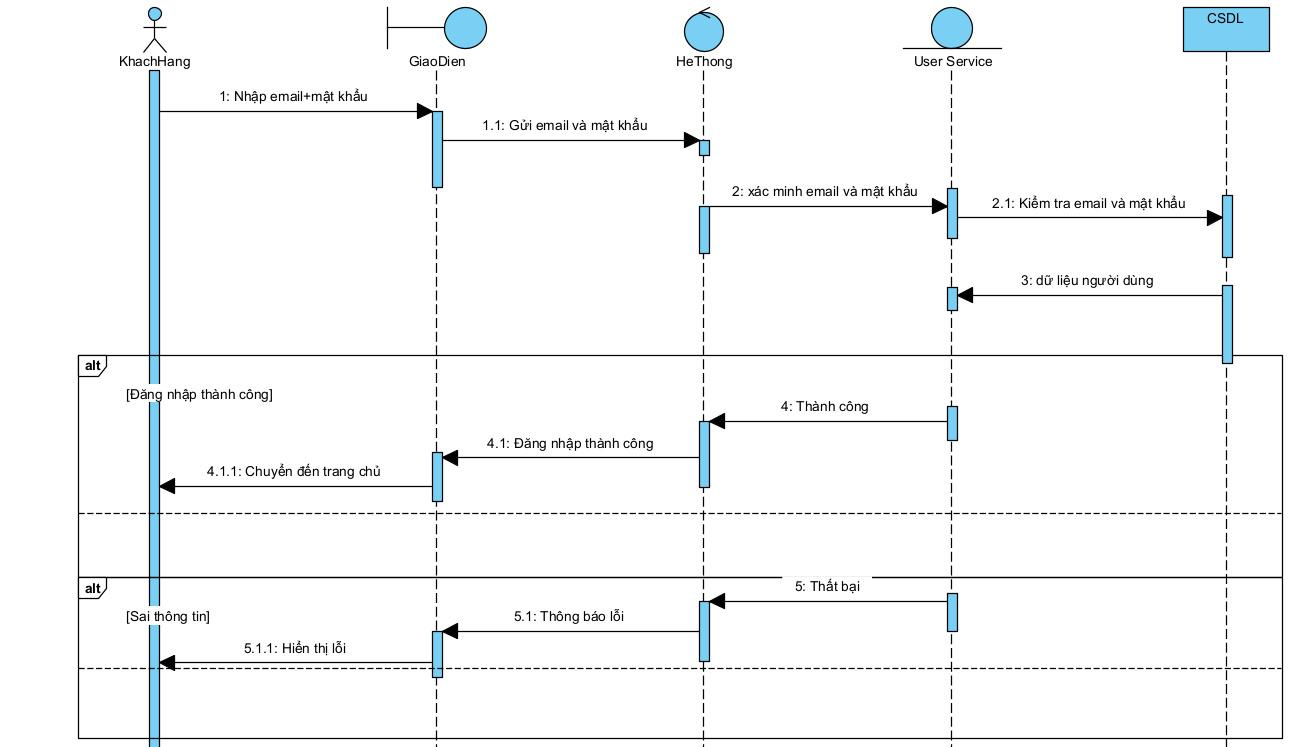 CSDL
KhachHang
GiaoDien
HeThong
User Service
1: Nhập email+mật khẩu
1.1: Gửi email và mật khẩu
2: xác minh email và mật khẩu
2.1: Kiểm tra email và mật khẩu
3: dữ liệu người dùng
alt
[Đăng nhập thành công]
4: Thành công
4.1: Đăng nhập thành công
4.1.1: Chuyển đến trang chủ
alt
5: Thất bại
[Sai thông tin]
5.1: Thông báo lỗi
5.1.1: Hiển thị lỗi